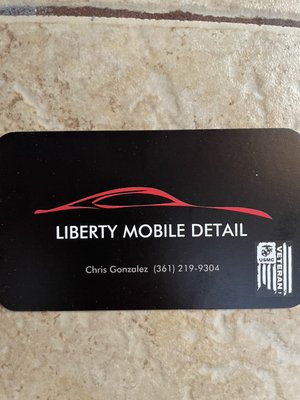 LIBERTY MOBILE DETAIL
Chris Gonzalez (361) 219-9304
USMC
VETERAN